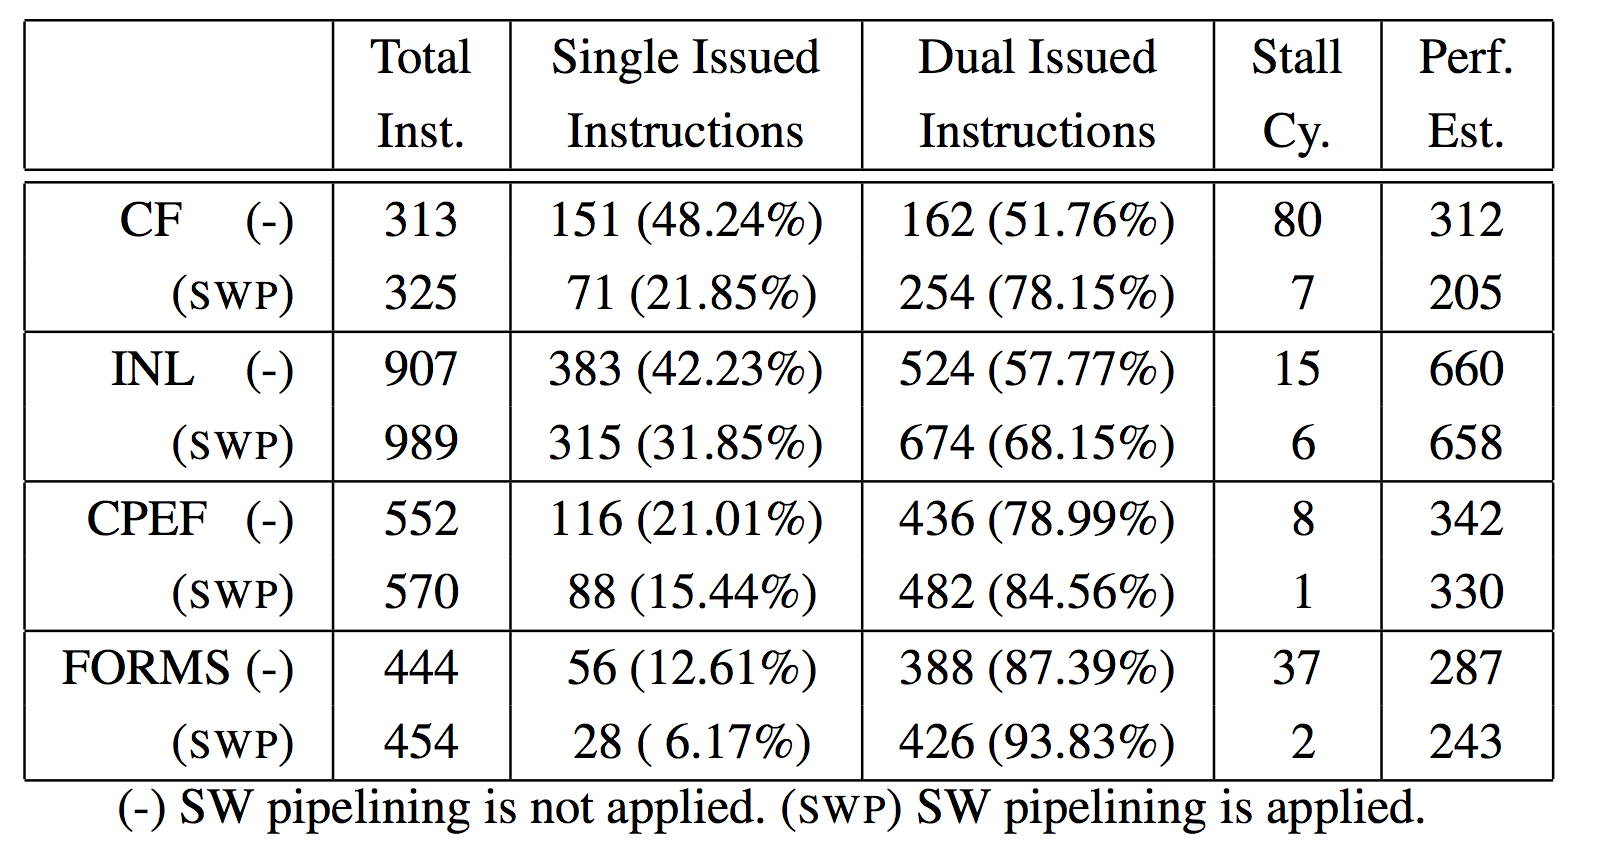 Total Single Issued Dual Issued Stall Perf.
Inst. Instructions Instructions Cy. Est.
CF (-) 313 151 (48.24%) 162 (51.76%) 80 312
(SWP) 325 71 (21.85%) 254 (78.15%) 7 205
INL (-) 907 383 (42.23%) 524 (57.77%) 15 660
(SWP) 989 315 (31.85%) 674 (68.15%) 6 658
CPEF (-) 552 116 (21.01%) 436 (78.99%) 8 342
(SWP) 570 88 (15.44%) 482 (84.56%) 1 330
FORMS (-) 444 56 (12.61%) 388 (87.39%) 37 287
(SWP) 454 28 ( 6.17%) 426 (93.83%) 2 243
(-) SW pipelining is not applied. (SWP) SW pipelining is applied.